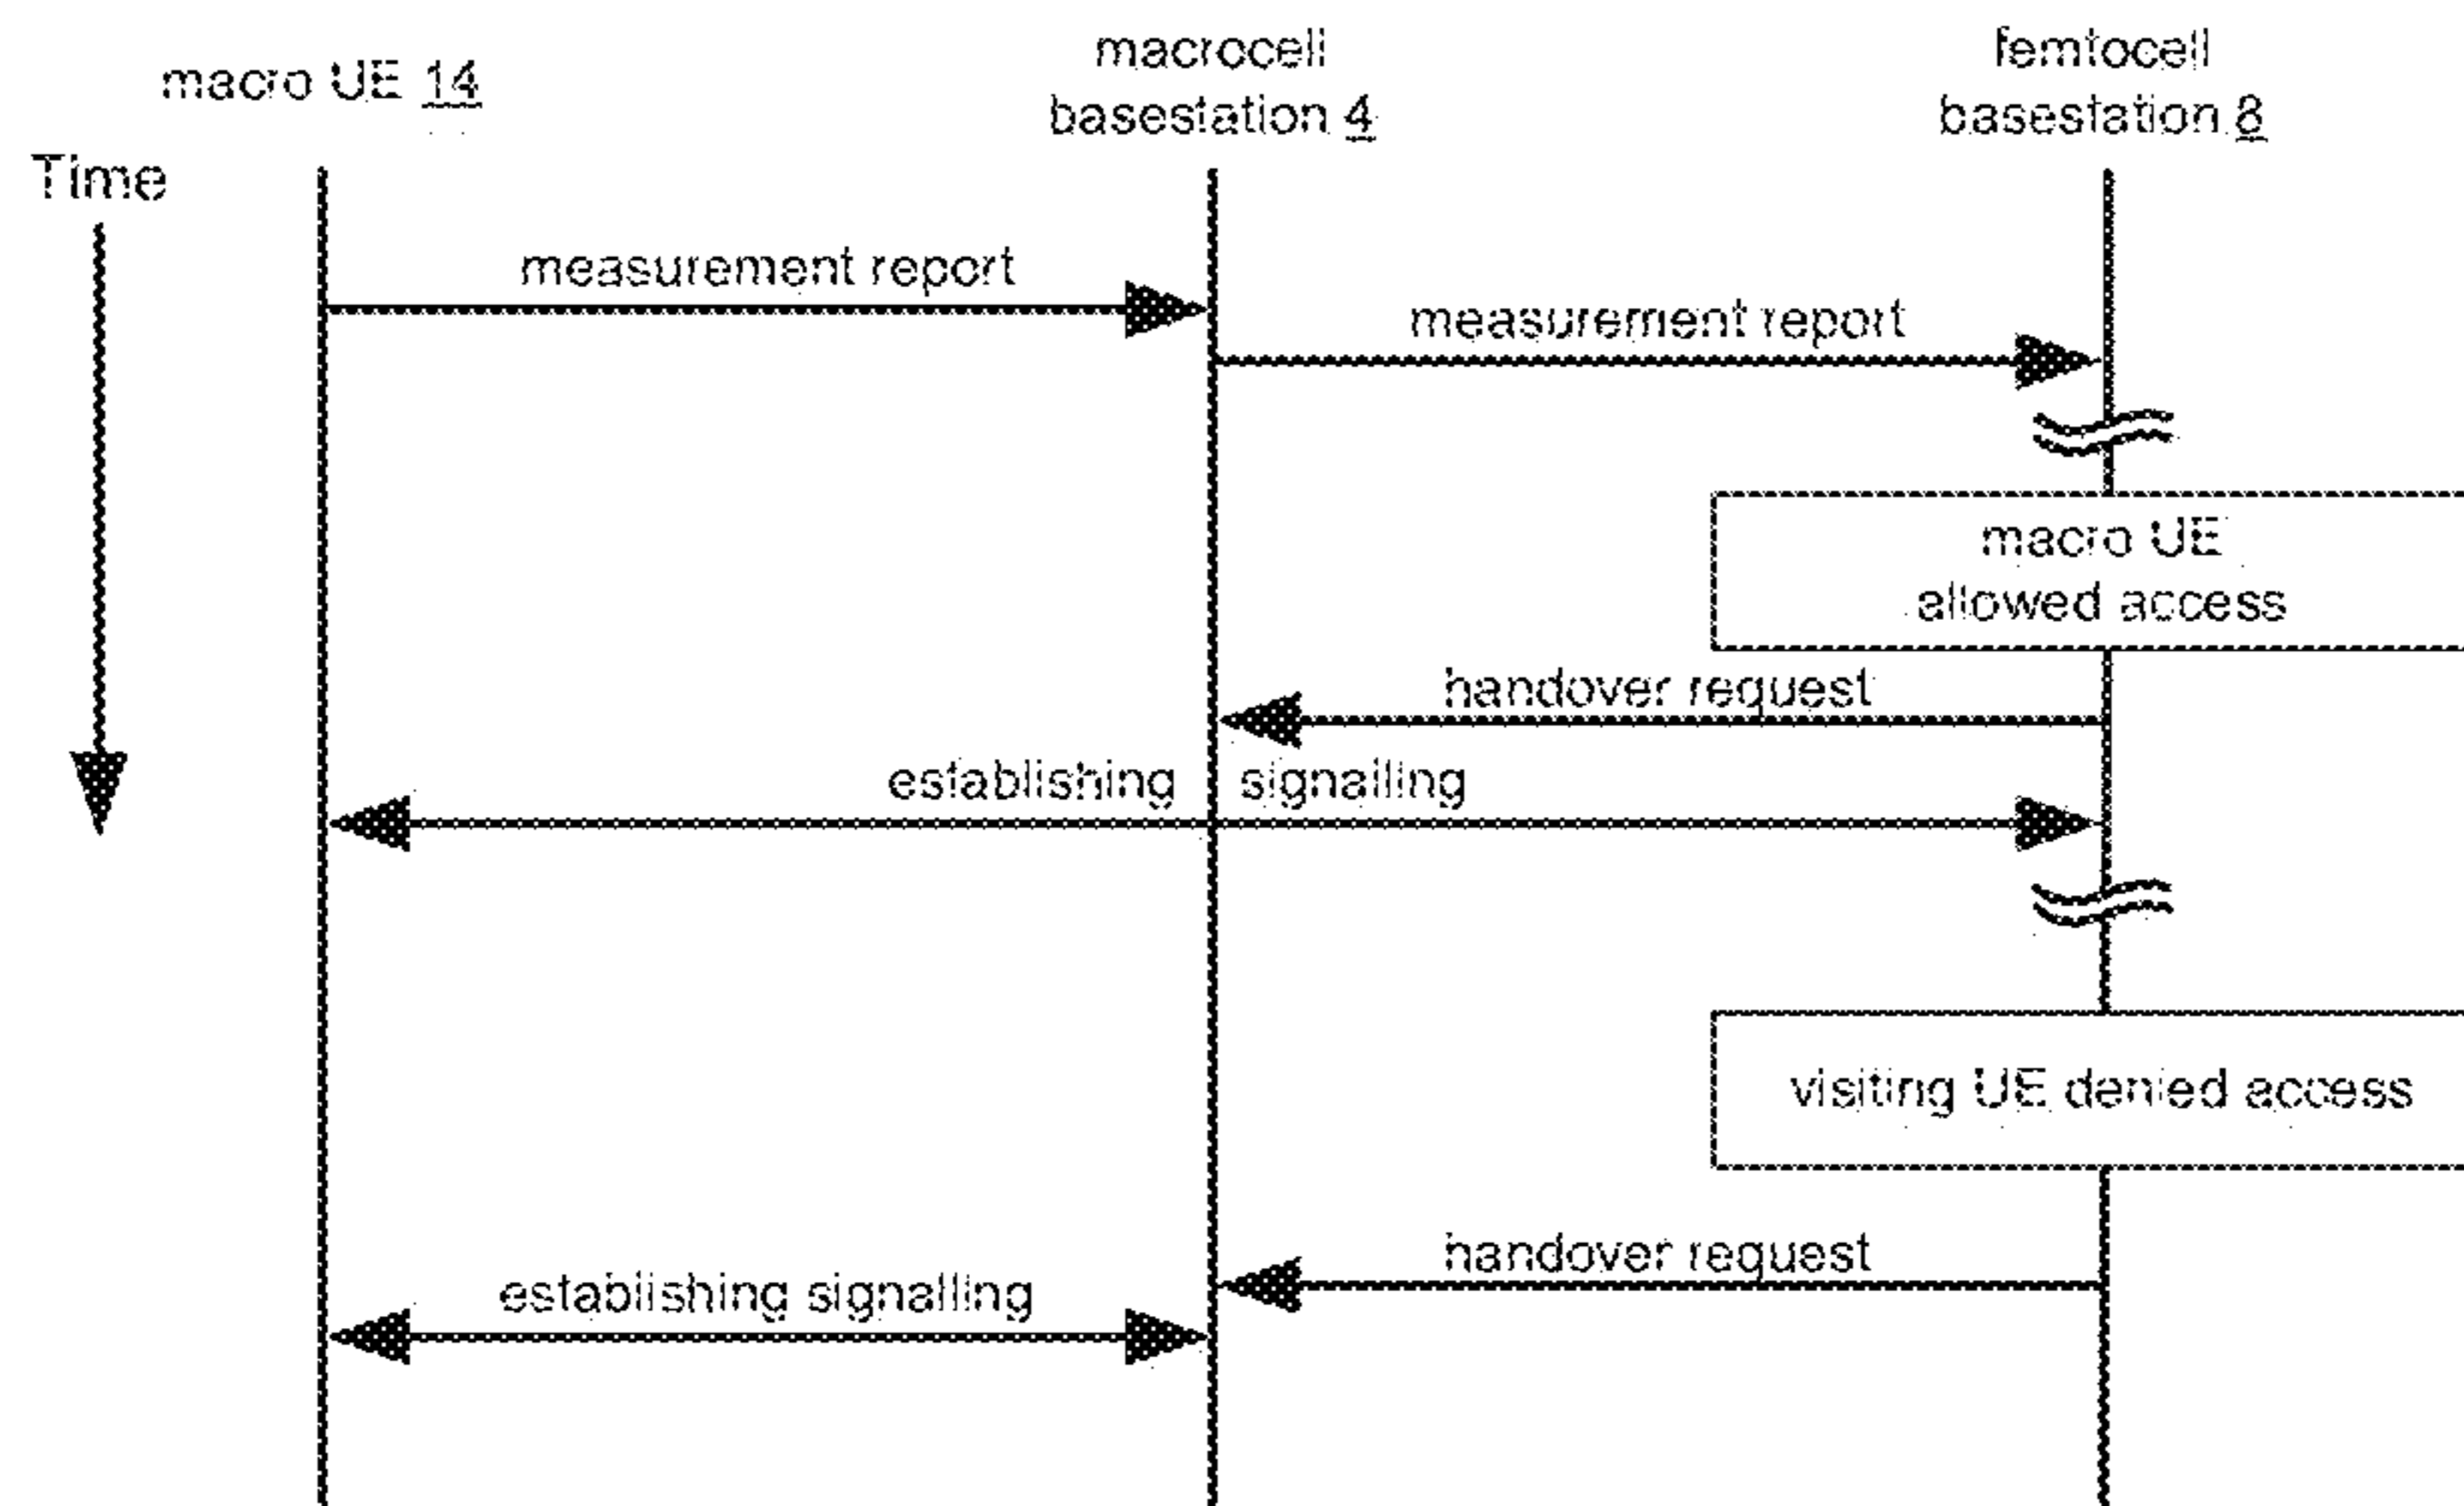 macro UE 14
macrocell
basestation 4
femtocell
basestation 8
Time
measurement report
measurement report
macro UE
allowed access
handover request
establishing signalling
visiting UE denied access
handover request
establishing signalling